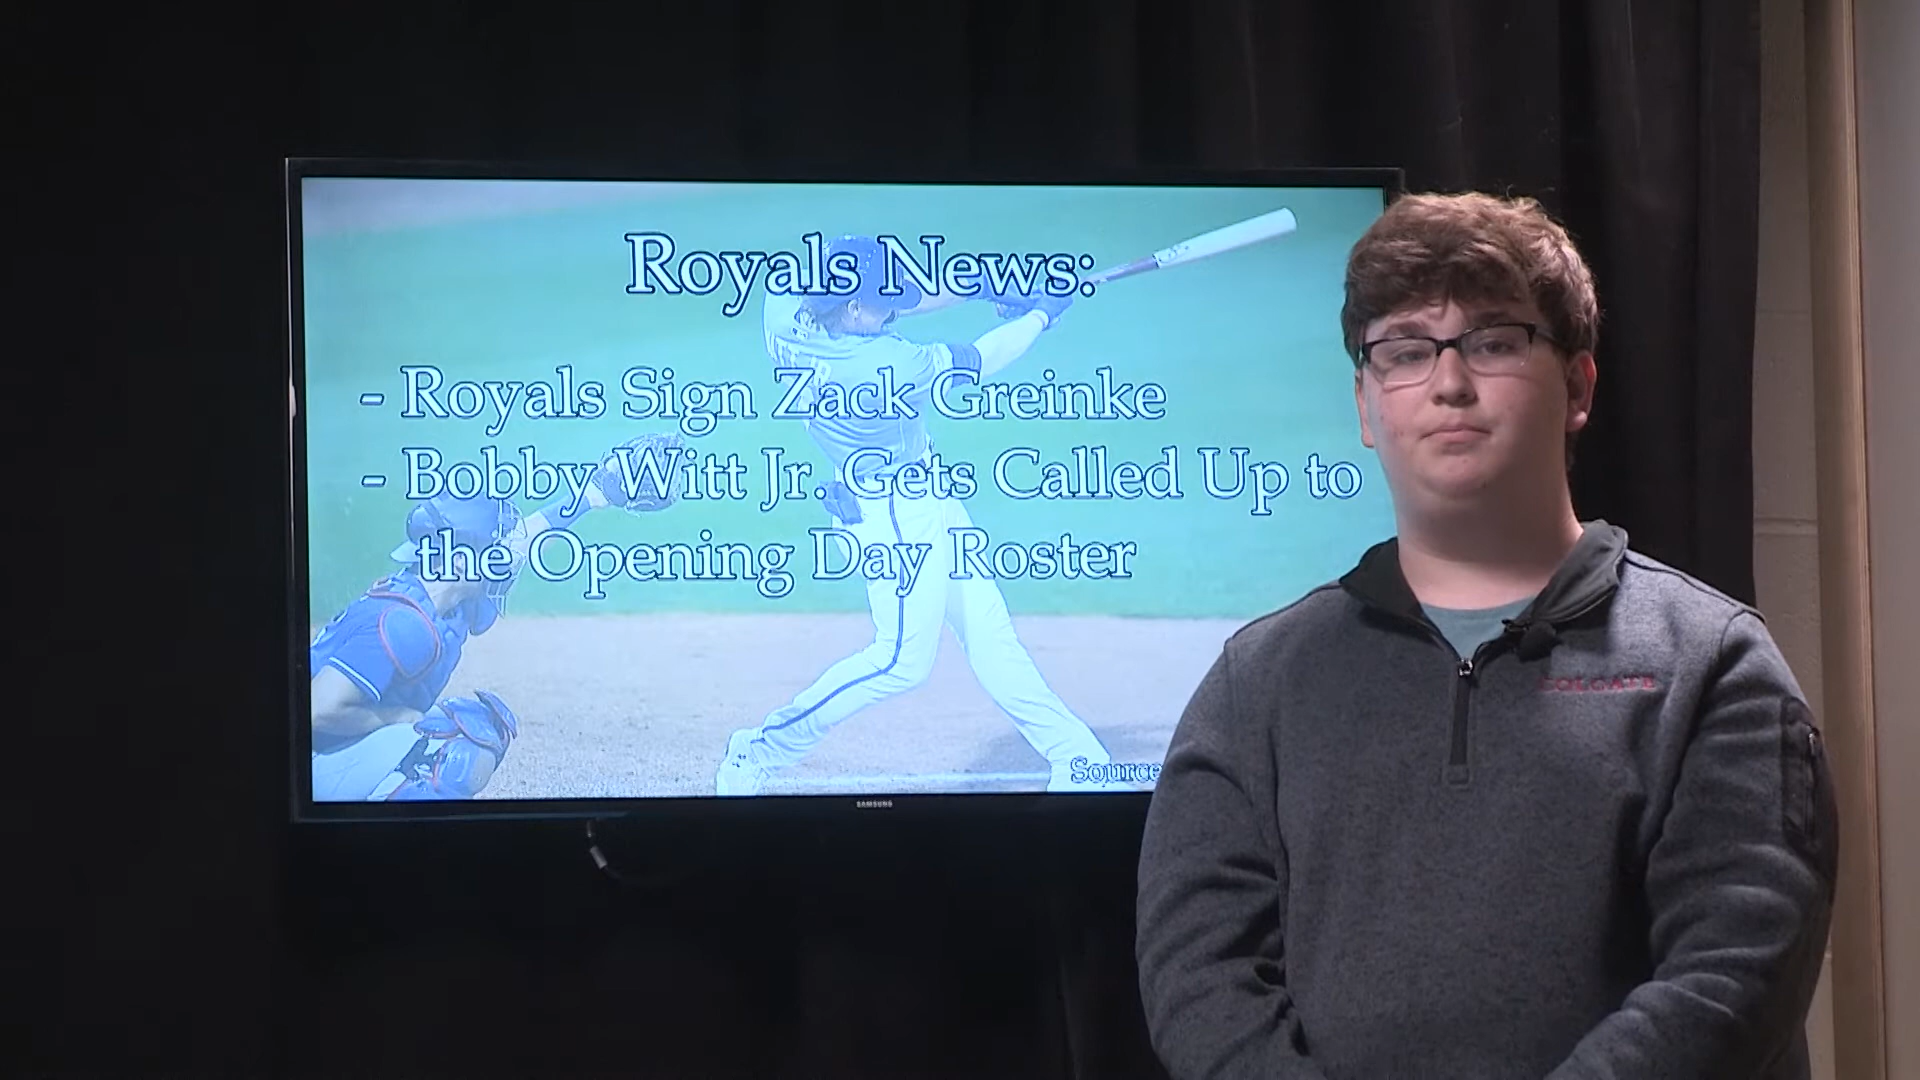 Royals News:
- Royals Sign Zack Greinke
- Bobby Witt Jr. Gets Called Up to
the Opening Day Roster
Source
SAMSUNG
COLGATE